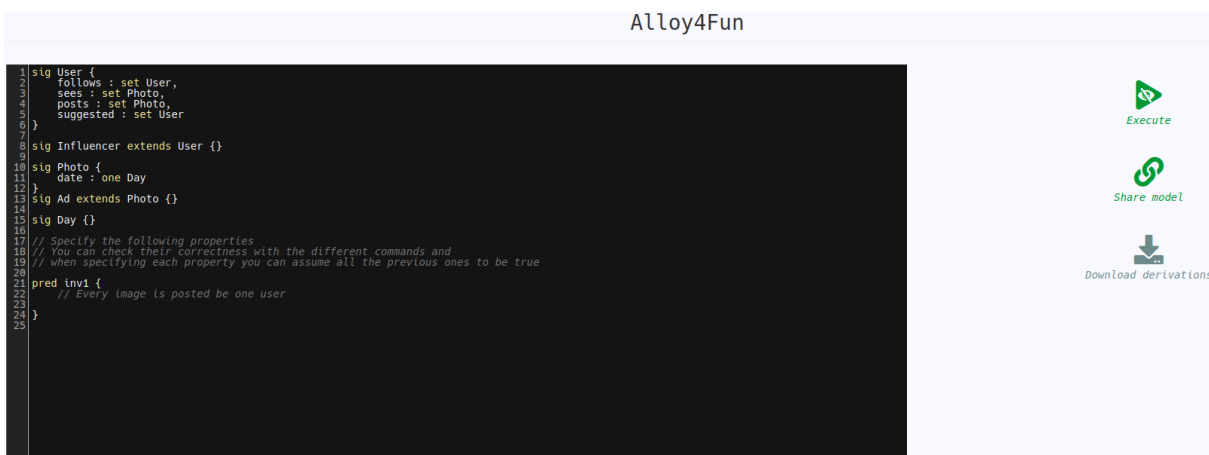 Alloy4Fun
1 sig User {
2 follows : set User,
3 sees : set Photo,
4 posts : set Photo,
5 suggested : set User
6 }
7
8 sig Influencer extends User {}
9
10 sig Photo {
11 date : one Day
12 }
13 sig Ad extends Photo {}
14
15 sig Day {}
16
17 // Specify the following properties
18 // You can check their correctness with the different commands and
19 // when specifying each property you can assume all the previous ones to be true
20
21 pred inv1 {
22 // Every image is posted be one user
23
24 }
25
Execute
Share model
Download derivations